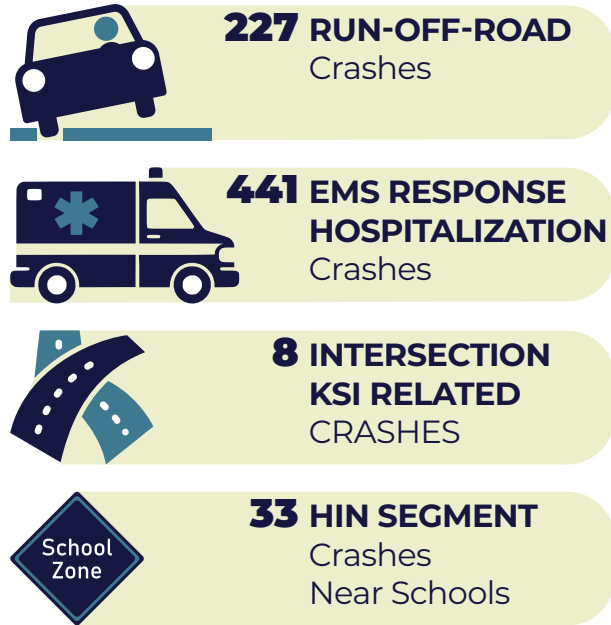 227 RUN-OFF-ROAD
Crashes
441 EMS RESPONSE
HOSPITALIZATION
Crashes
8 INTERSECTION
KSI RELATED
CRASHES
School
Zone
33 HIN SEGMENT
Crashes
Near Schools